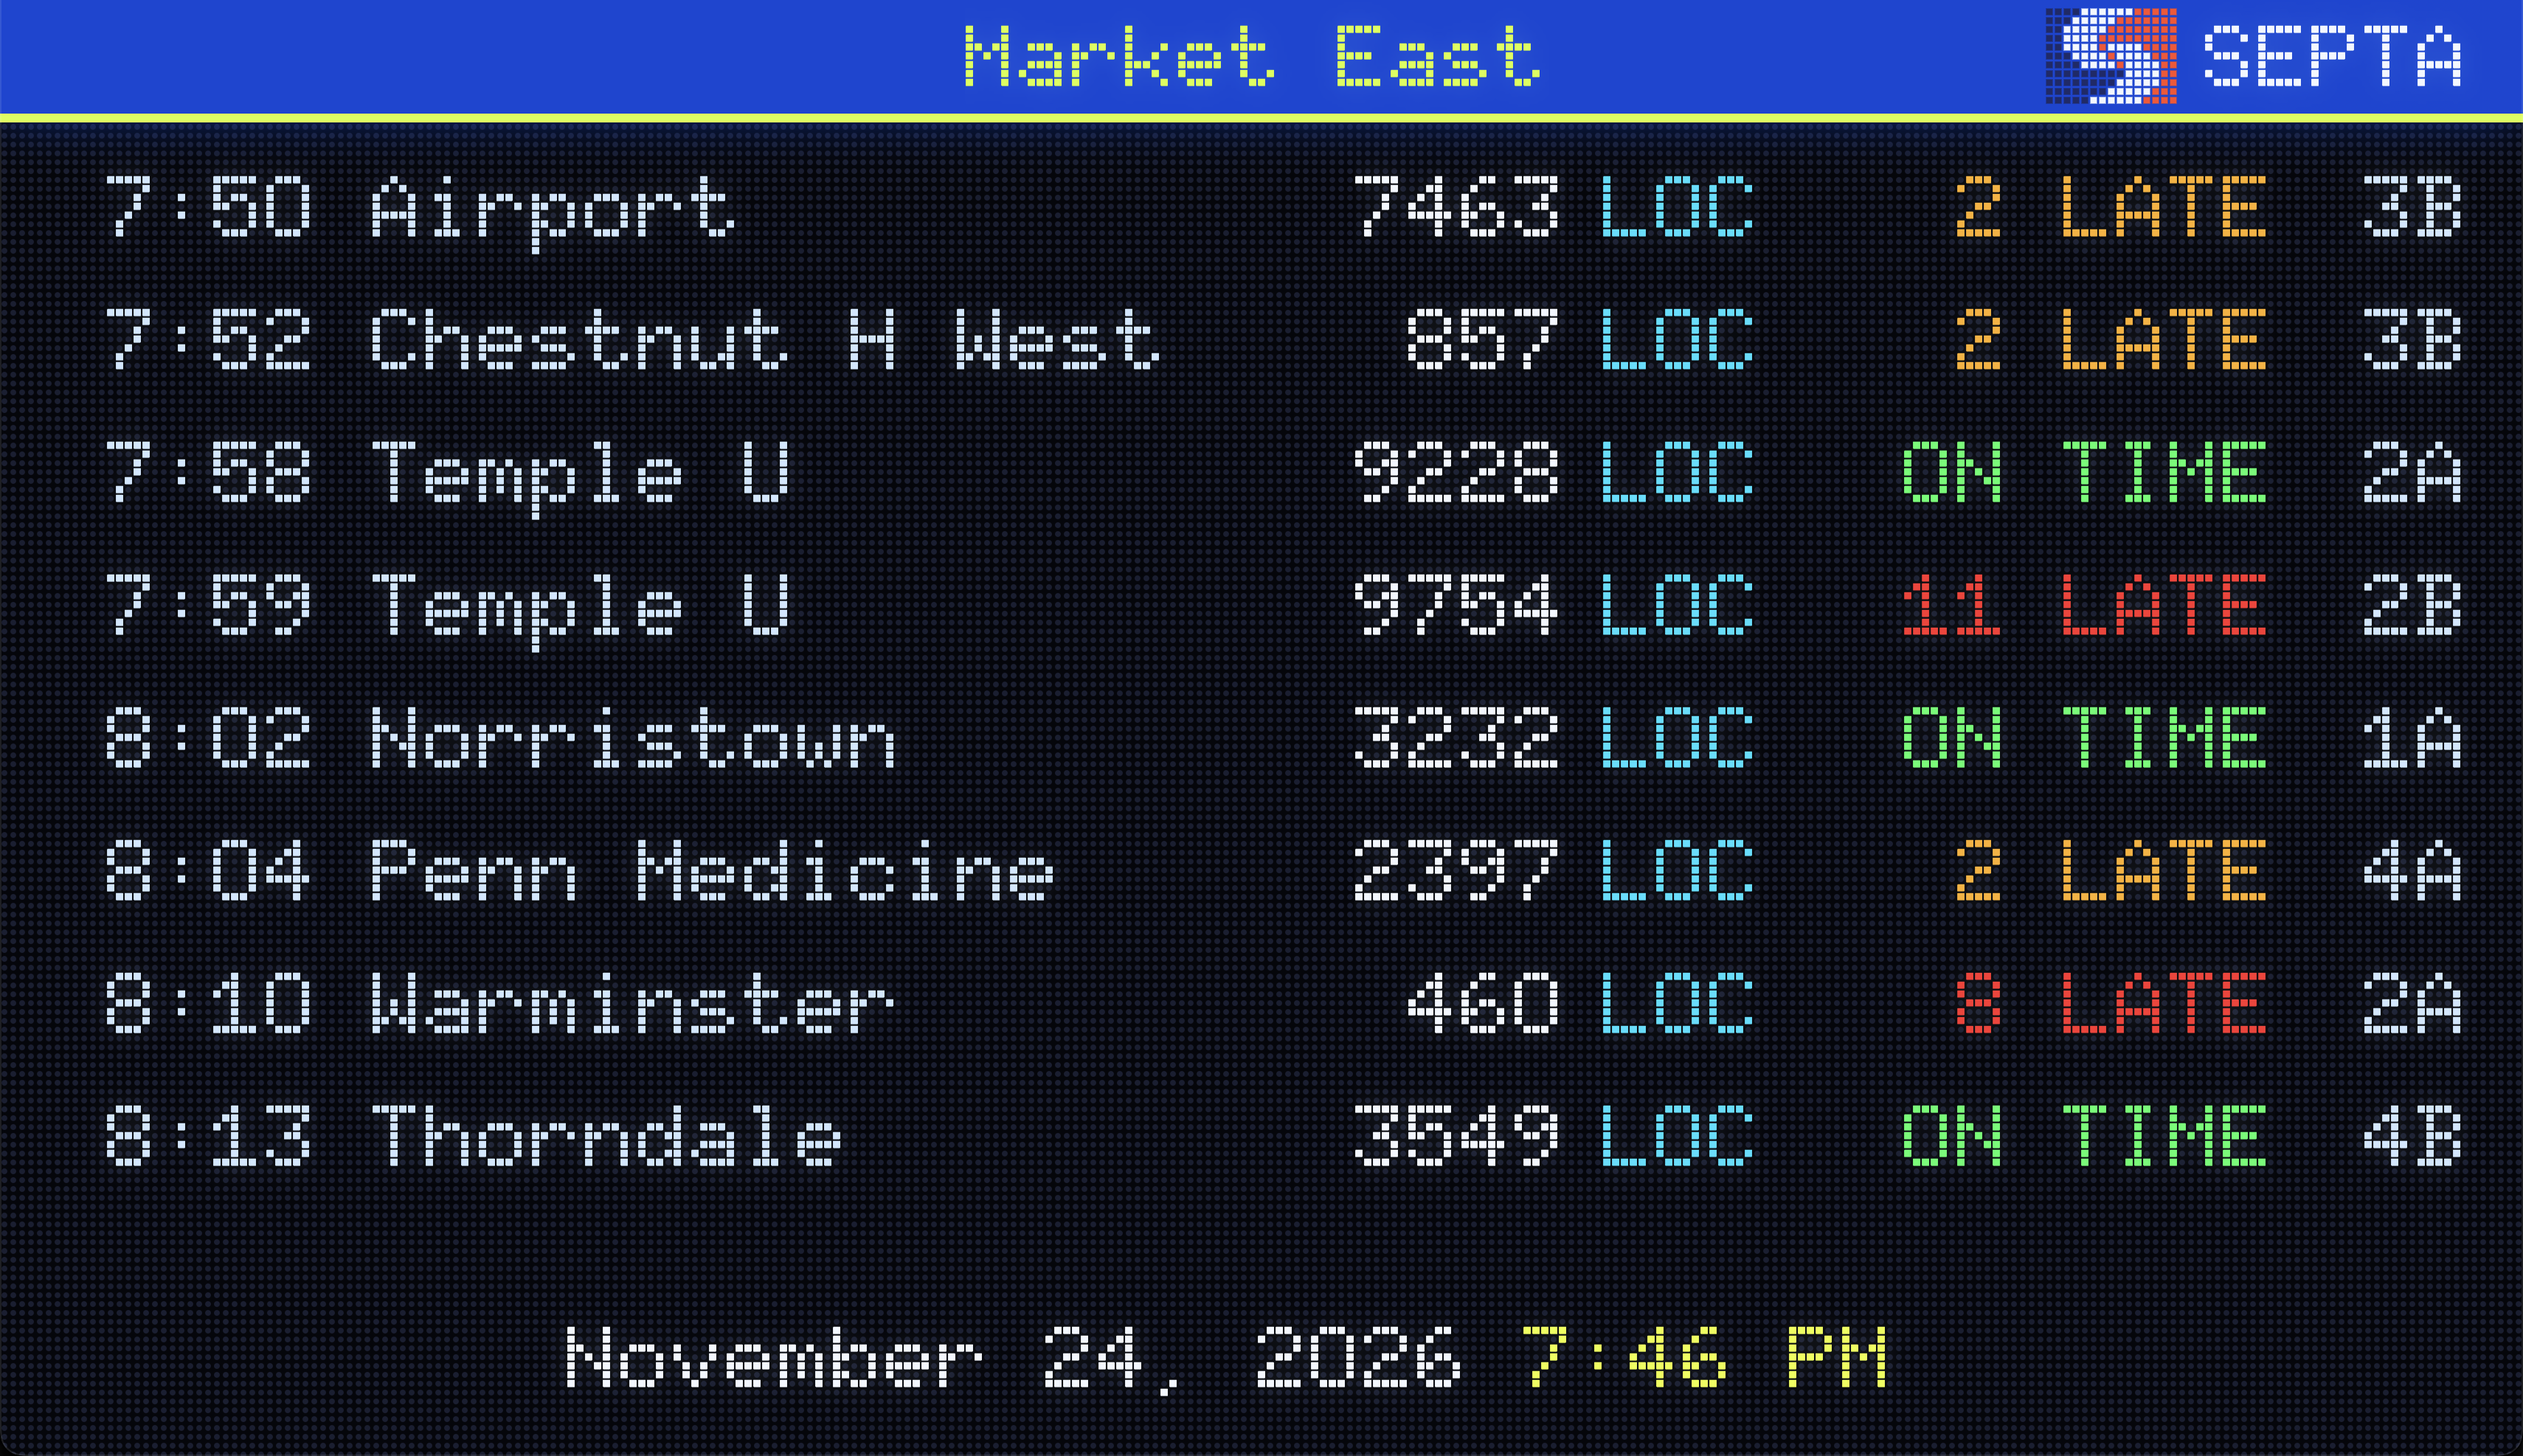 Market East SEPTA
7:50 Airport 7463 LOC 2 LATE 3B
7:52 Chestnut H West 857 LOC 2 LATE 3B
7:58 Temple U 9228 LOC ON TIME 2A
7:59 Temple U 9754 LOC 11 LATE 2B
8:02 Norristown 3232 LOC ON TIME 1A
8:04 Penn Medicine 2397 LOC 2 LATE 4A
8:10 Warminster 460 LOC 8 LATE 2A
8:13 Thorndale 3549 LOC ON TIME 4B
November 24, 2026 7:46 PM